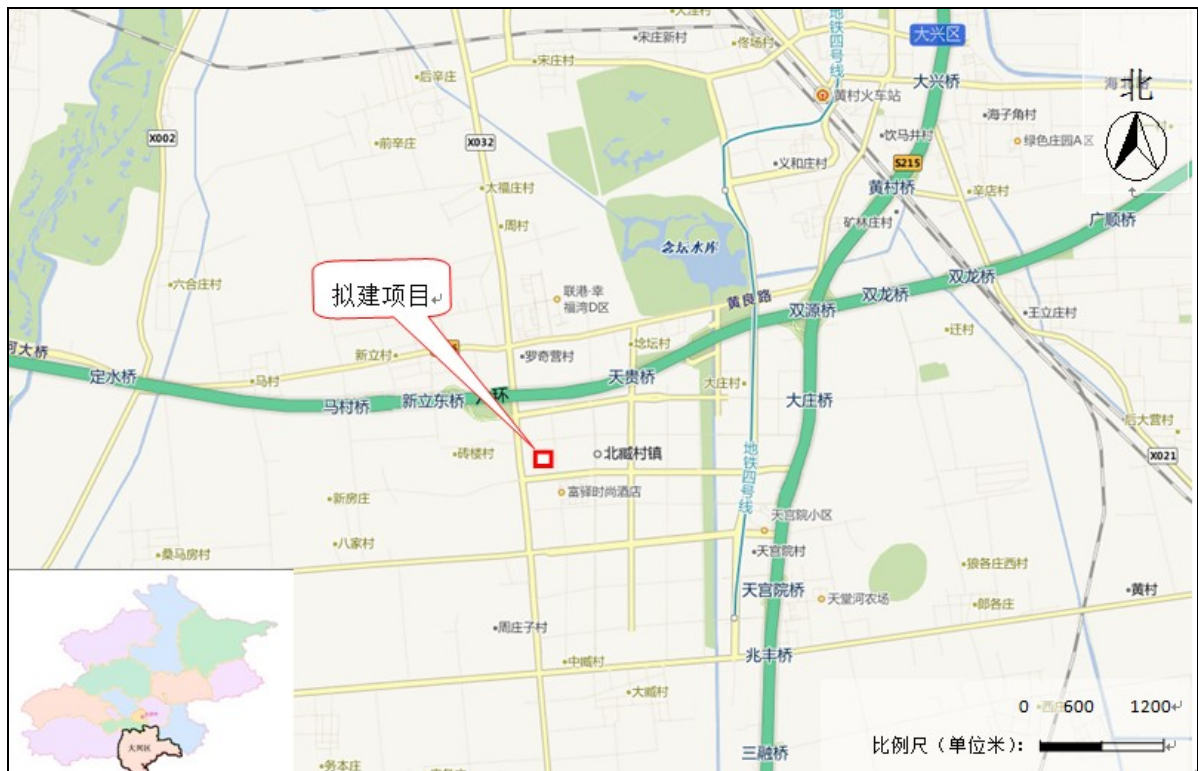 大洼村
宋庄新村
佟场村
宋庄村
后辛庄
地铁四号线
大兴区
大兴桥
黄村火车站
北
海子角村
X002
前辛庄
X032
饮马井村
绿色庄园A区
义和庄村
S215
太福庄村
黄村桥
辛店村
周村
矿林庄村
广顺桥
念坛水库
六合庄村
拟建项目
联港·幸
福湾D区
黄良路
双源桥
双龙桥
双龙桥
王立庄村
河大桥
新立村
罗奇营村
埝坛村
迁村
定水桥
马村
马村桥
新立东桥
六环
天贵桥
大庄村
大庄桥
后大营村
砖楼村
北臧村镇
地铁四号线
X021
新房庄
富驿时尚酒店
天宫院小区
八家村
桑马房村
天宫院村
狼各庄西村
天宫院桥
天堂河农场
郎各庄
黄村
周庄子村
兆丰桥
中臧村
大臧村
大兴区
0 600 1200
比例尺（单位米）：
三融桥
务本庄